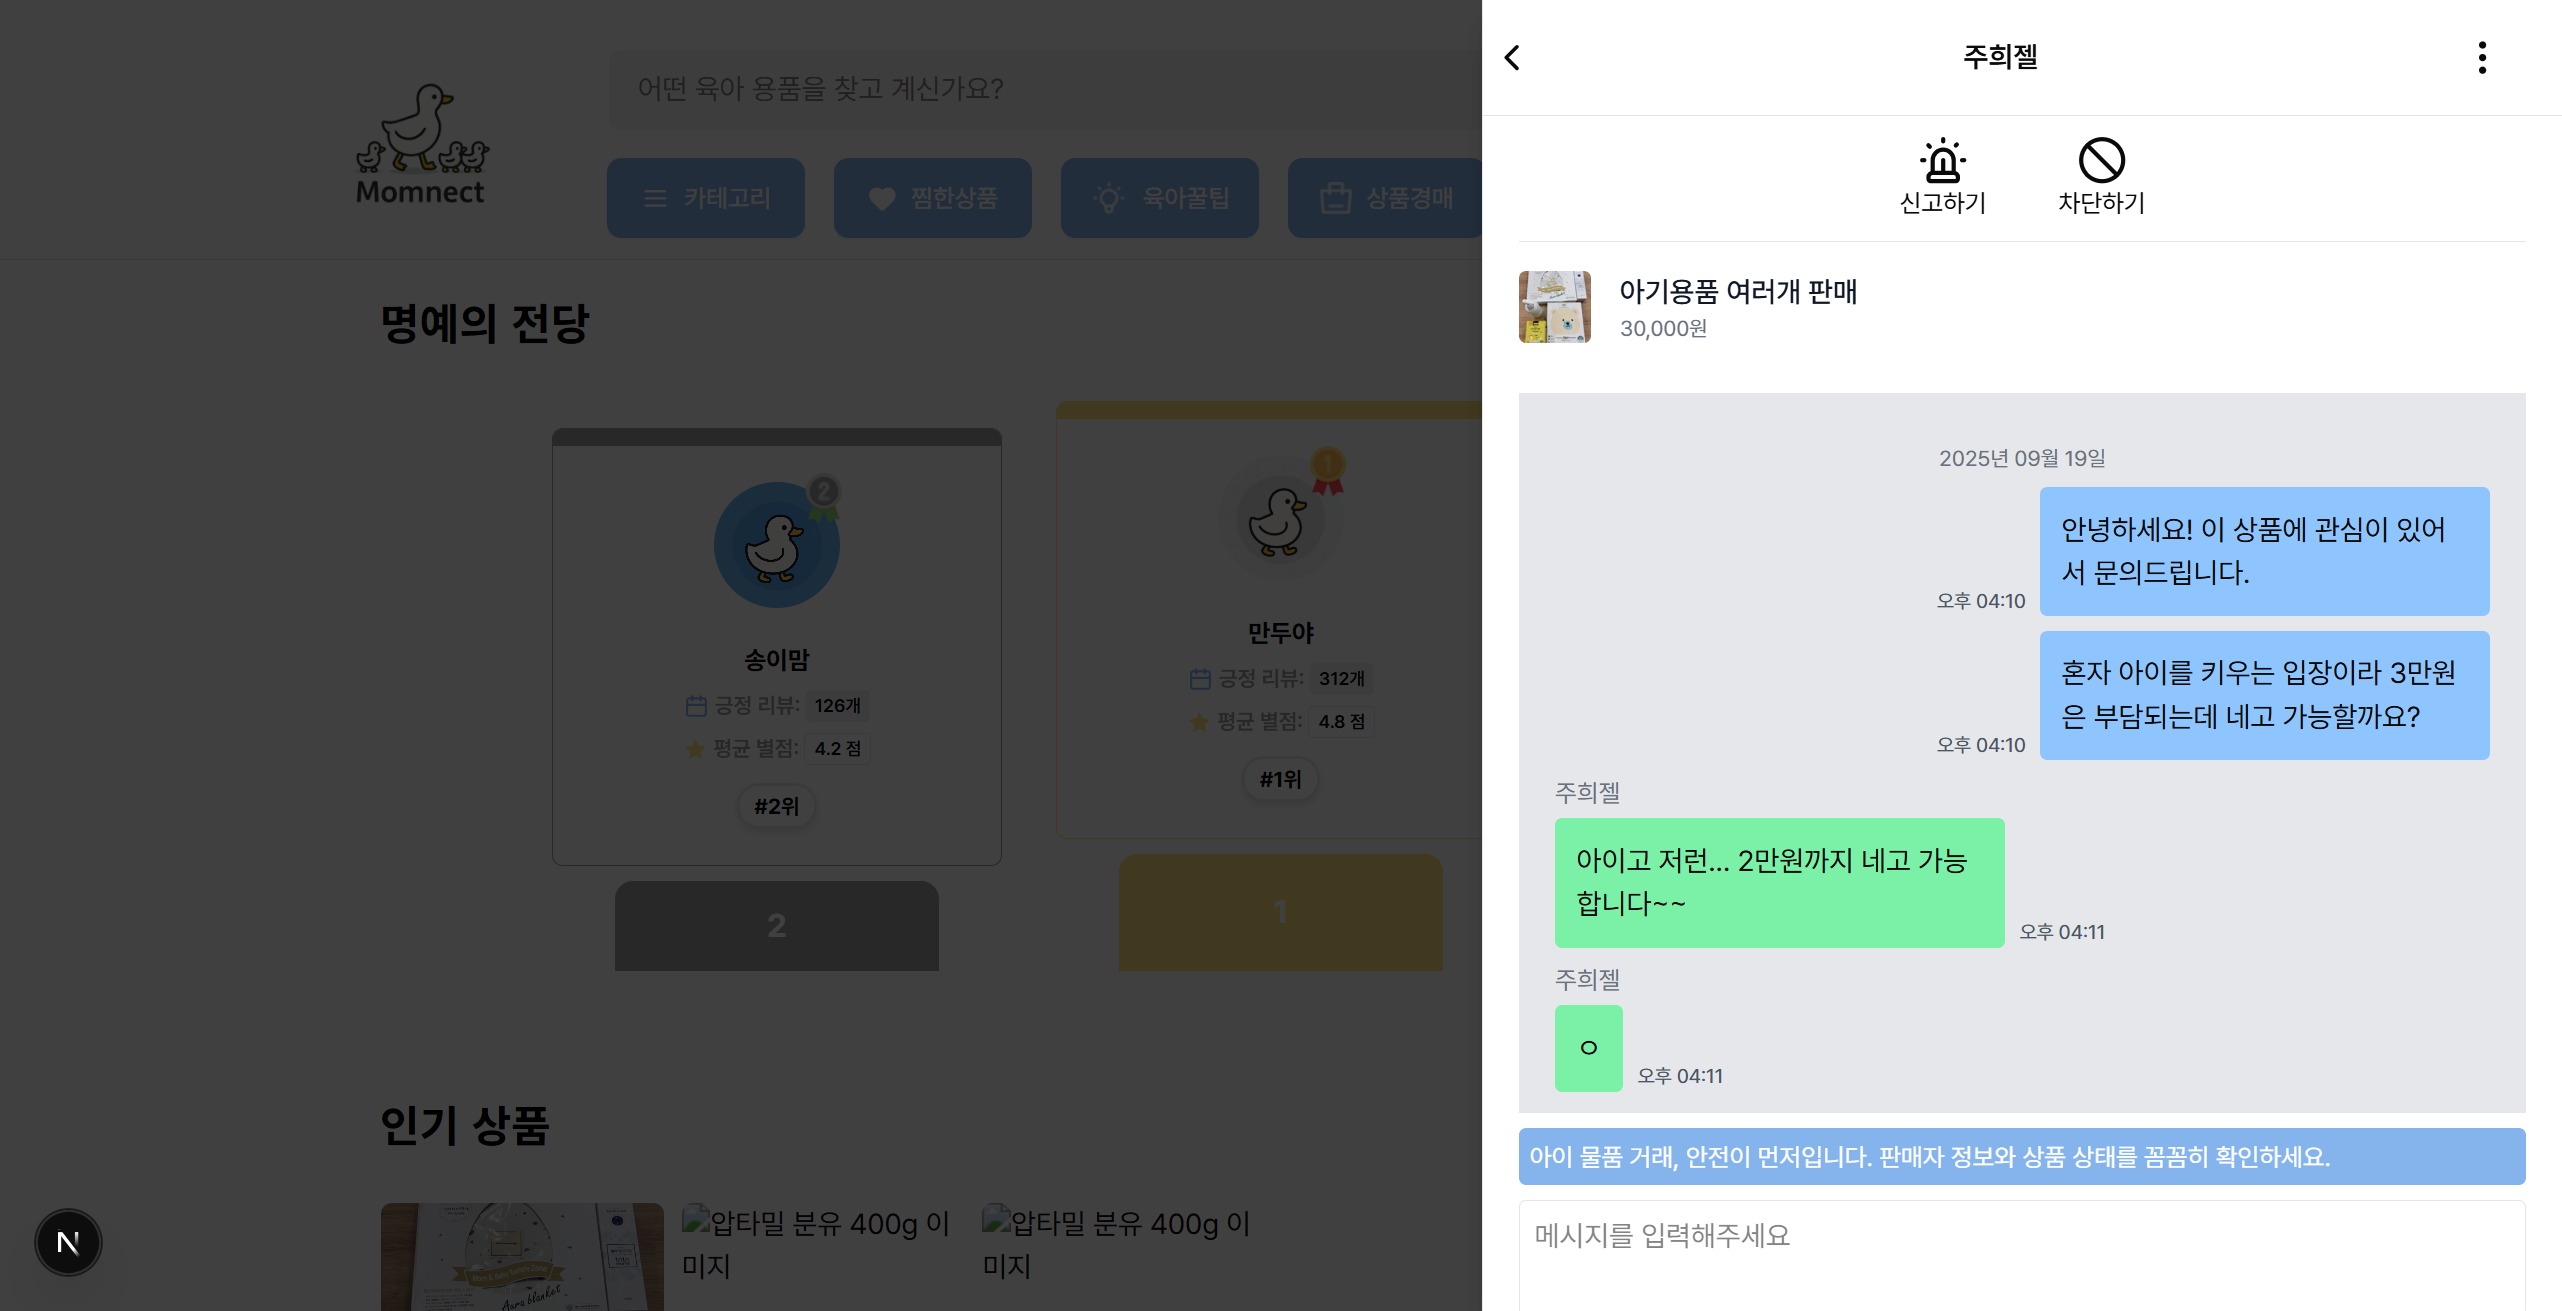 Momnect
어떤 육아 용품을 찾고 계신가요?
카테고리
찜한상품
육아꿀팁
상품경매
명예의 전당
2
송이맘
긍정 리뷰: 126개
평균 별점: 4.2 점
#2위
2
1
만두야
긍정 리뷰: 312개
평균 별점: 4.8 점
#1위
1
인기 상품
Aura blanket
압타밀 분유 400g 이
미지
압타밀 분유 400g 이
미지
N
주희젤
신고하기
차단하기
아기용품 여러개 판매
30,000원
2025년 09월 19일
안녕하세요! 이 상품에 관심이 있어
서 문의드립니다.
오후 04:10
혼자 아이를 키우는 입장이라 3만원
은 부담되는데 네고 가능할까요?
오후 04:10
주희젤
아이고 저런... 2만원까지 네고 가능
합니다~~
오후 04:11
주희젤
ㅇ
오후 04:11
아이 물품 거래, 안전이 먼저입니다. 판매자 정보와 상품 상태를 꼼꼼히 확인하세요.
메시지를 입력해주세요